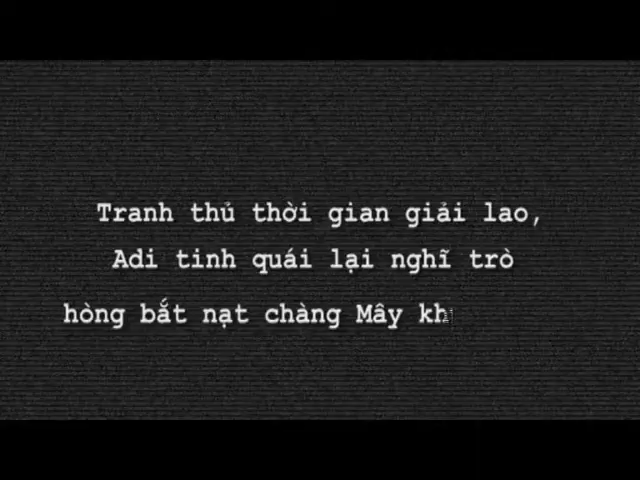 Tranh thủ thời gian giải lao,
Adi tinh quái lại nghĩ trò
hòng bắt nạt chàng Mây